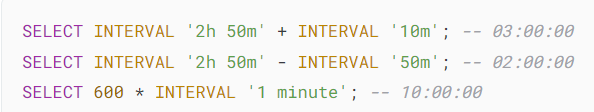 SELECT INTERVAL '2h 50m' + INTERVAL '10m'; -- 03:00:00
SELECT INTERVAL '2h 50m' - INTERVAL '50m'; -- 02:00:00
SELECT 600 * INTERVAL '1 minute'; -- 10:00:00